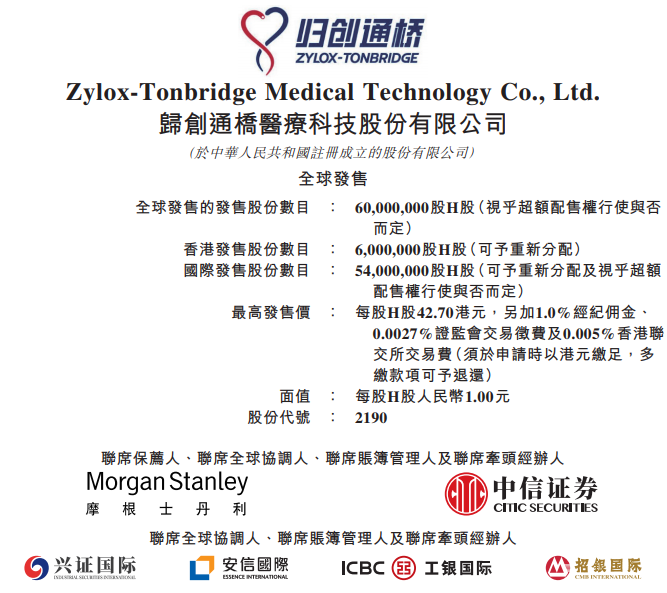 归创通桥
ZYLOX-TONBRIDGE
Zylox-Tonbridge Medical Technology Co., Ltd.
歸創通橋醫療科技股份有限公司
(於中華人民共和國註冊成立的股份有限公司)
全球發售
全球發售的發售股份數目 ： 60,000,000股H股（視乎超額配售權行使與否
而定）
香港發售股份數目 ： 6,000,000股H股（可予重新分配）
國際發售股份數目 ： 54,000,000股H股（可予重新分配及視乎超額
配售權行使與否而定）
最高發售價 ： 每股H股42.70港元，另加1.0%經紀佣金、
0.0027%證監會交易徵費及0.005%香港聯
交所交易費（須於申請時以港元繳足，多
繳款項可予退還）
面值 ： 每股H股人民幣1.00元
股份代號 ： 2190
聯席保薦人、聯席全球協調人、聯席賬簿管理人及聯席牽頭經辦人
Morgan Stanley
摩根士丹利
中信证券
CITIC SECURITIES
聯席全球協調人、聯席賬簿管理人及聯席牽頭經辦人
兴证国际
INDUSTRIAL SECURITIES INTERNATIONAL
安信國際
ESSENCE INTERNATIONAL
ICBC 工银国际
招银国际
CMB INTERNATIONAL